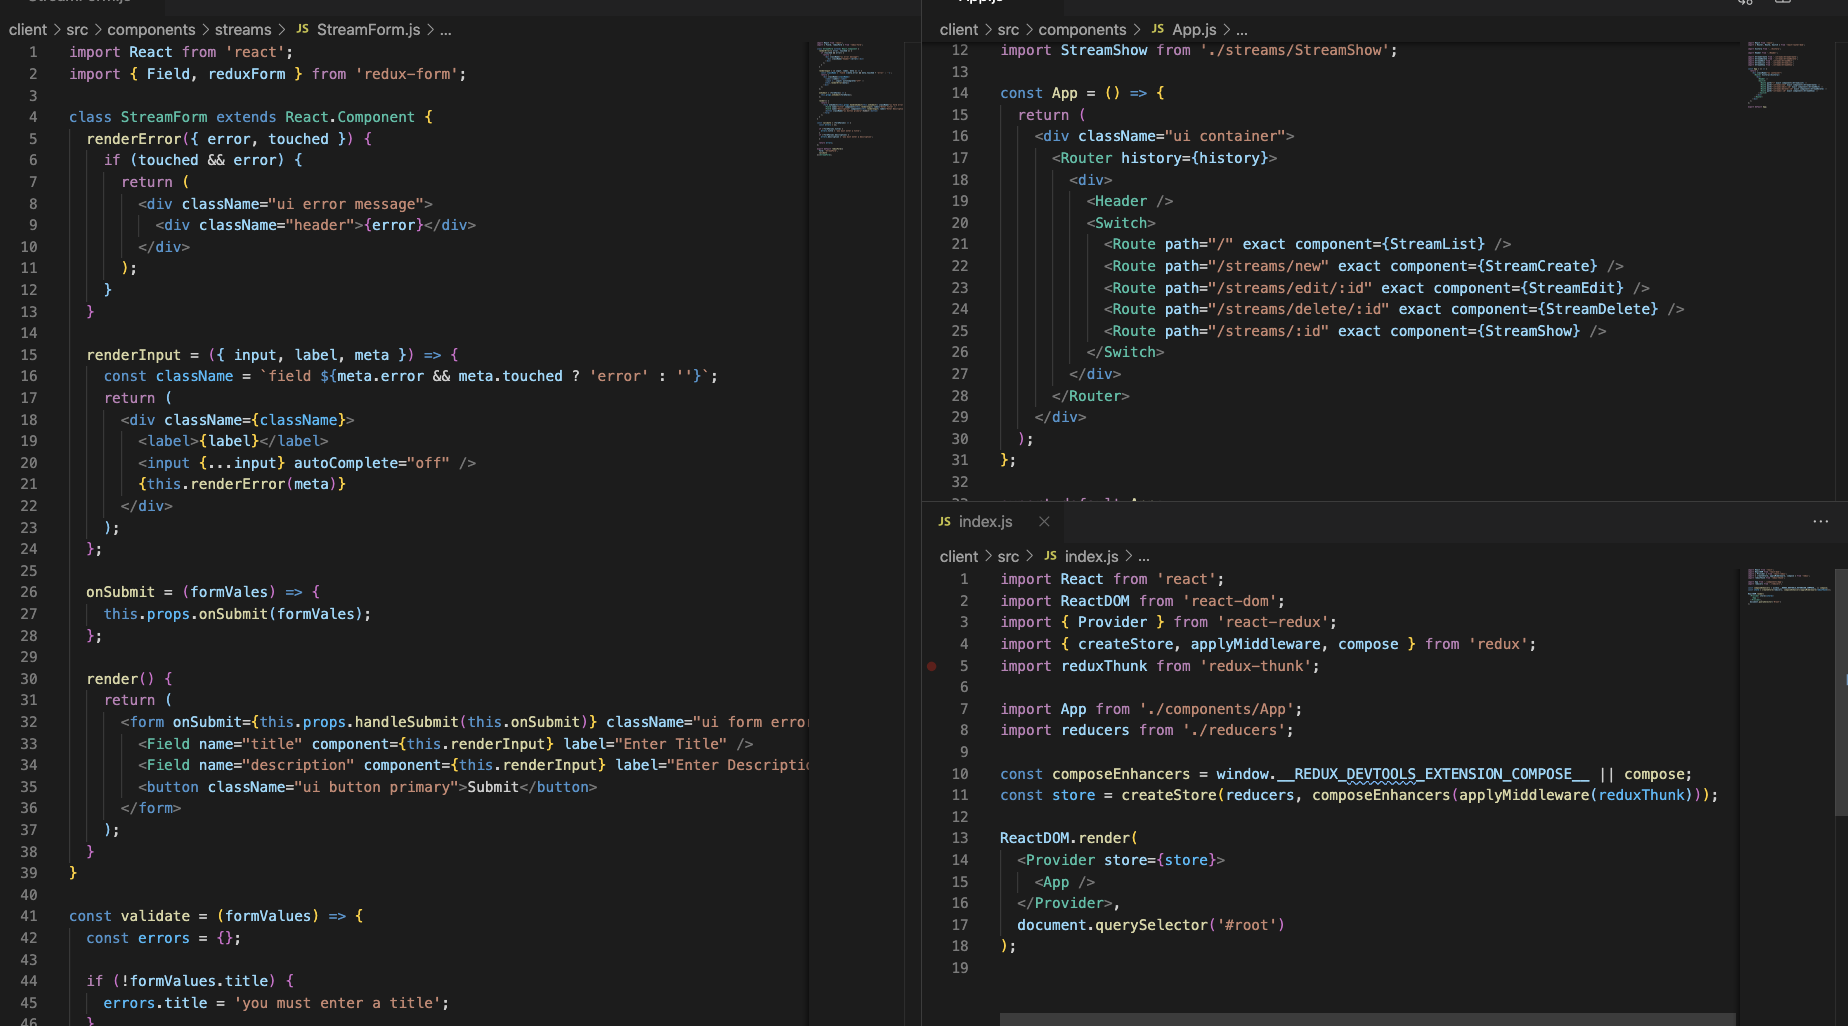 client > src > components > streams > JS StreamForm.js > ...
1 import React from 'react';
2 import { Field, reduxForm } from 'redux-form';
3
4 class StreamForm extends React.Component {
5 renderError({ error, touched }) {
6 if (touched && error) {
7 return (
8 <div className="ui error message">
9 <div className="header">{error}</div>
10 </div>
11 );
12 }
13 }
14
15 renderInput = ({ input, label, meta }) => {
16 const className = `field ${meta.error && meta.touched ? 'error' : ''}`;
17 return (
18 <div className={className}>
19 <label>{label}</label>
20 <input {...input} autoComplete="off" />
21 {this.renderError(meta)}
22 </div>
23 );
24 };
25
26 onSubmit = (formVales) => {
27 this.props.onSubmit(formVales);
28 };
29
30 render() {
31 return (
32 <form onSubmit={this.props.handleSubmit(this.onSubmit)} className="ui form erro
33 <Field name="title" component={this.renderInput} label="Enter Title" />
34 <Field name="description" component={this.renderInput} label="Enter Descripti
35 <button className="ui button primary">Submit</button>
36 </form>
37 );
38 }
39 }
40
41 const validate = (formValues) => {
42 const errors = {};
43
44 if (!formValues.title) {
45 errors.title = 'you must enter a title';
46 }
App.js
client > src > components > JS App.js > ...
12 import StreamShow from './streams/StreamShow';
13
14 const App = () => {
15 return (
16 <div className="ui container">
17 <Router history={history}>
18 <div>
19 <Header />
20 <Switch>
21 <Route path="/" exact component={StreamList} />
22 <Route path="/streams/new" exact component={StreamCreate} />
23 <Route path="/streams/edit/:id" exact component={StreamEdit} />
24 <Route path="/streams/delete/:id" exact component={StreamDelete} />
25 <Route path="/streams/:id" exact component={StreamShow} />
26 </Switch>
27 </div>
28 </Router>
29 </div>
30 );
31 };
32
JS index.js
client > src > JS index.js > ...
1 import React from 'react';
2 import ReactDOM from 'react-dom';
3 import { Provider } from 'react-redux';
4 import { createStore, applyMiddleware, compose } from 'redux';
5 import reduxThunk from 'redux-thunk';
6
7 import App from './components/App';
8 import reducers from './reducers';
9
10 const composeEnhancers = window.__REDUX_DEVTOOLS_EXTENSION_COMPOSE__ || compose;
11 const store = createStore(reducers, composeEnhancers(applyMiddleware(reduxThunk)));
12
13 ReactDOM.render(
14 <Provider store={store}>
15 <App />
16 </Provider>,
17 document.querySelector('#root')
18 );
19